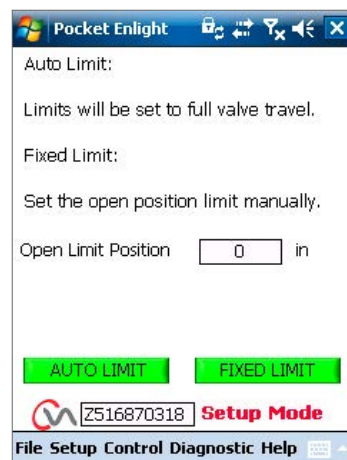 Pocket Enlight
Auto Limit:
Limits will be set to full valve travel.
Fixed Limit:
Set the open position limit manually.
Open Limit Position 0 in
AUTO LIMIT FIXED LIMIT
Z516870318 Setup Mode
File Setup Control Diagnostic Help